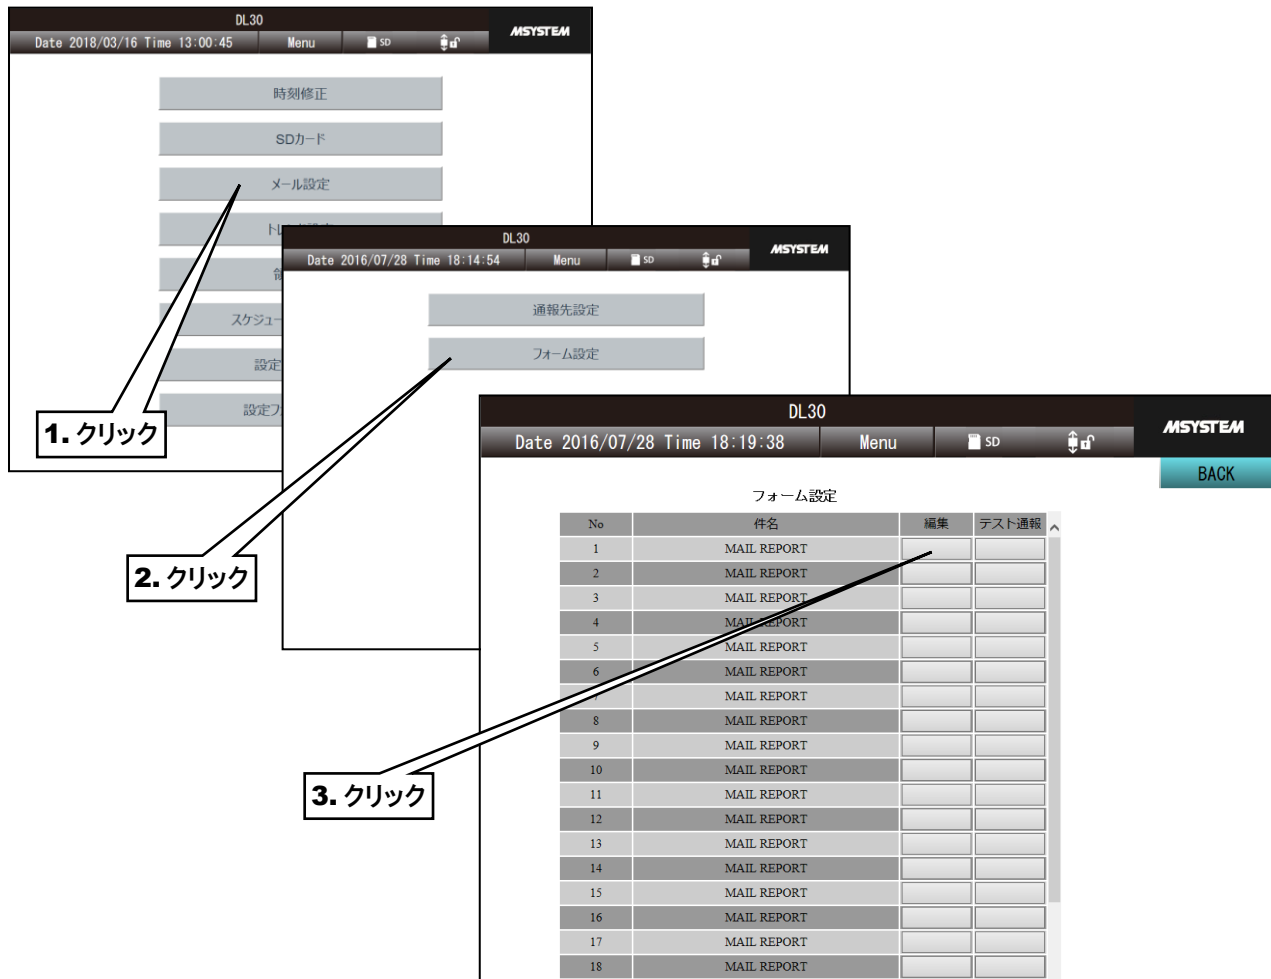 DL30
Date 2018/03/16 Time 13:00:45 Menu SD MSYSTEM
時刻修正
SDカード
メール設定
スケジュー
設定
設定フ
1. クリック
DL30
Date 2016/07/28 Time 18:14:54 Menu SD MSYSTEM
通報先設定
フォーム設定
2. クリック
DL30
Date 2016/07/28 Time 18:19:38 Menu SD MSYSTEM
BACK
フォーム設定
No 件名 編集 テスト通報
1 MAIL REPORT
2 MAIL REPORT
3 MAIL REPORT
4 MAIL REPORT
5 MAIL REPORT
6 MAIL REPORT
7 MAIL REPORT
8 MAIL REPORT
9 MAIL REPORT
10 MAIL REPORT
11 MAIL REPORT
12 MAIL REPORT
13 MAIL REPORT
14 MAIL REPORT
15 MAIL REPORT
16 MAIL REPORT
17 MAIL REPORT
18 MAIL REPORT
3. クリック